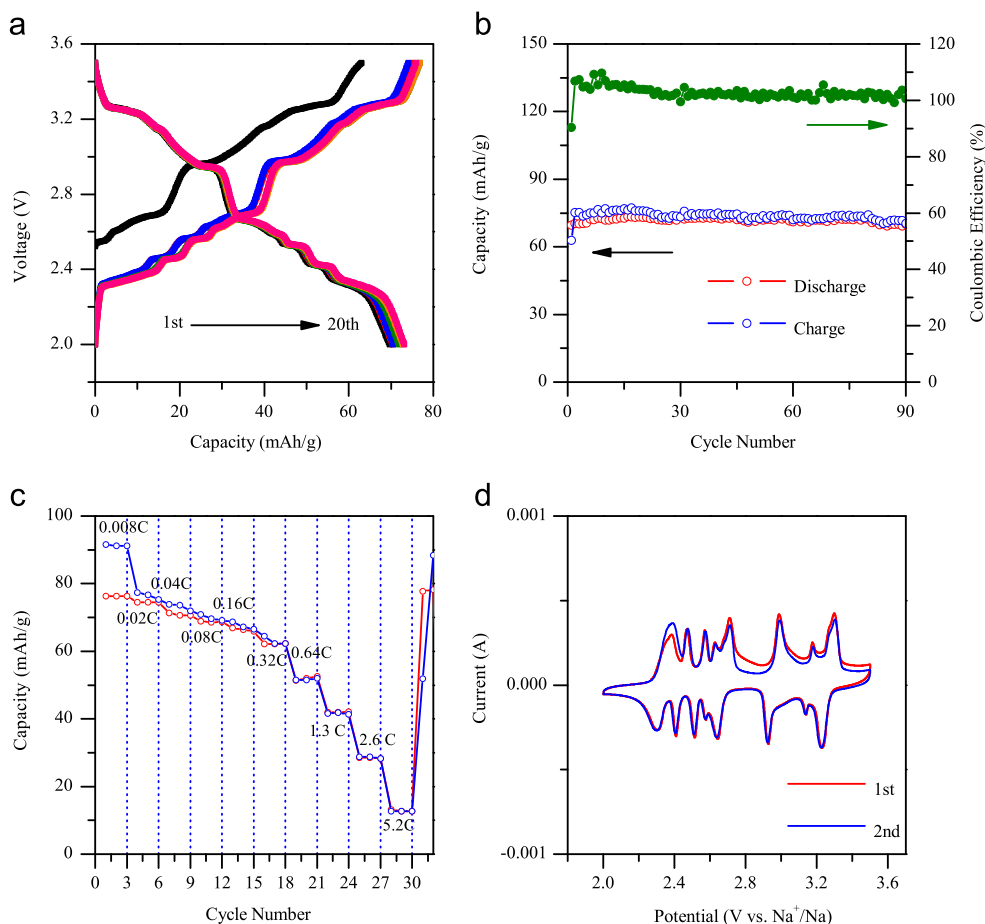 a
3.6
3.2
2.8
2.4
2.0
Voltage (V)
1st
20th
0
20
40
60
80
Capacity (mAh/g)
b
150
135
120
105
90
75
60
45
30
15
0
Capacity (mAh/g)
120
100
80
60
40
20
0
Coulombic Efficiency (%)
Discharge
Charge
0
30
60
90
Cycle Number
c
100
80
60
40
20
0
Capacity (mAh/g)
0.008C
0.02C
0.04C
0.08C
0.16C
0.32C
0.64C
1.3 C
2.6 C
5.2C
0
3
6
9
12
15
18
21
24
27
30
Cycle Number
d
0.001
0.000
-0.001
Current (A)
1st
2nd
2.0
2.4
2.8
3.2
3.6
Potential (V vs. Na⁺/Na)